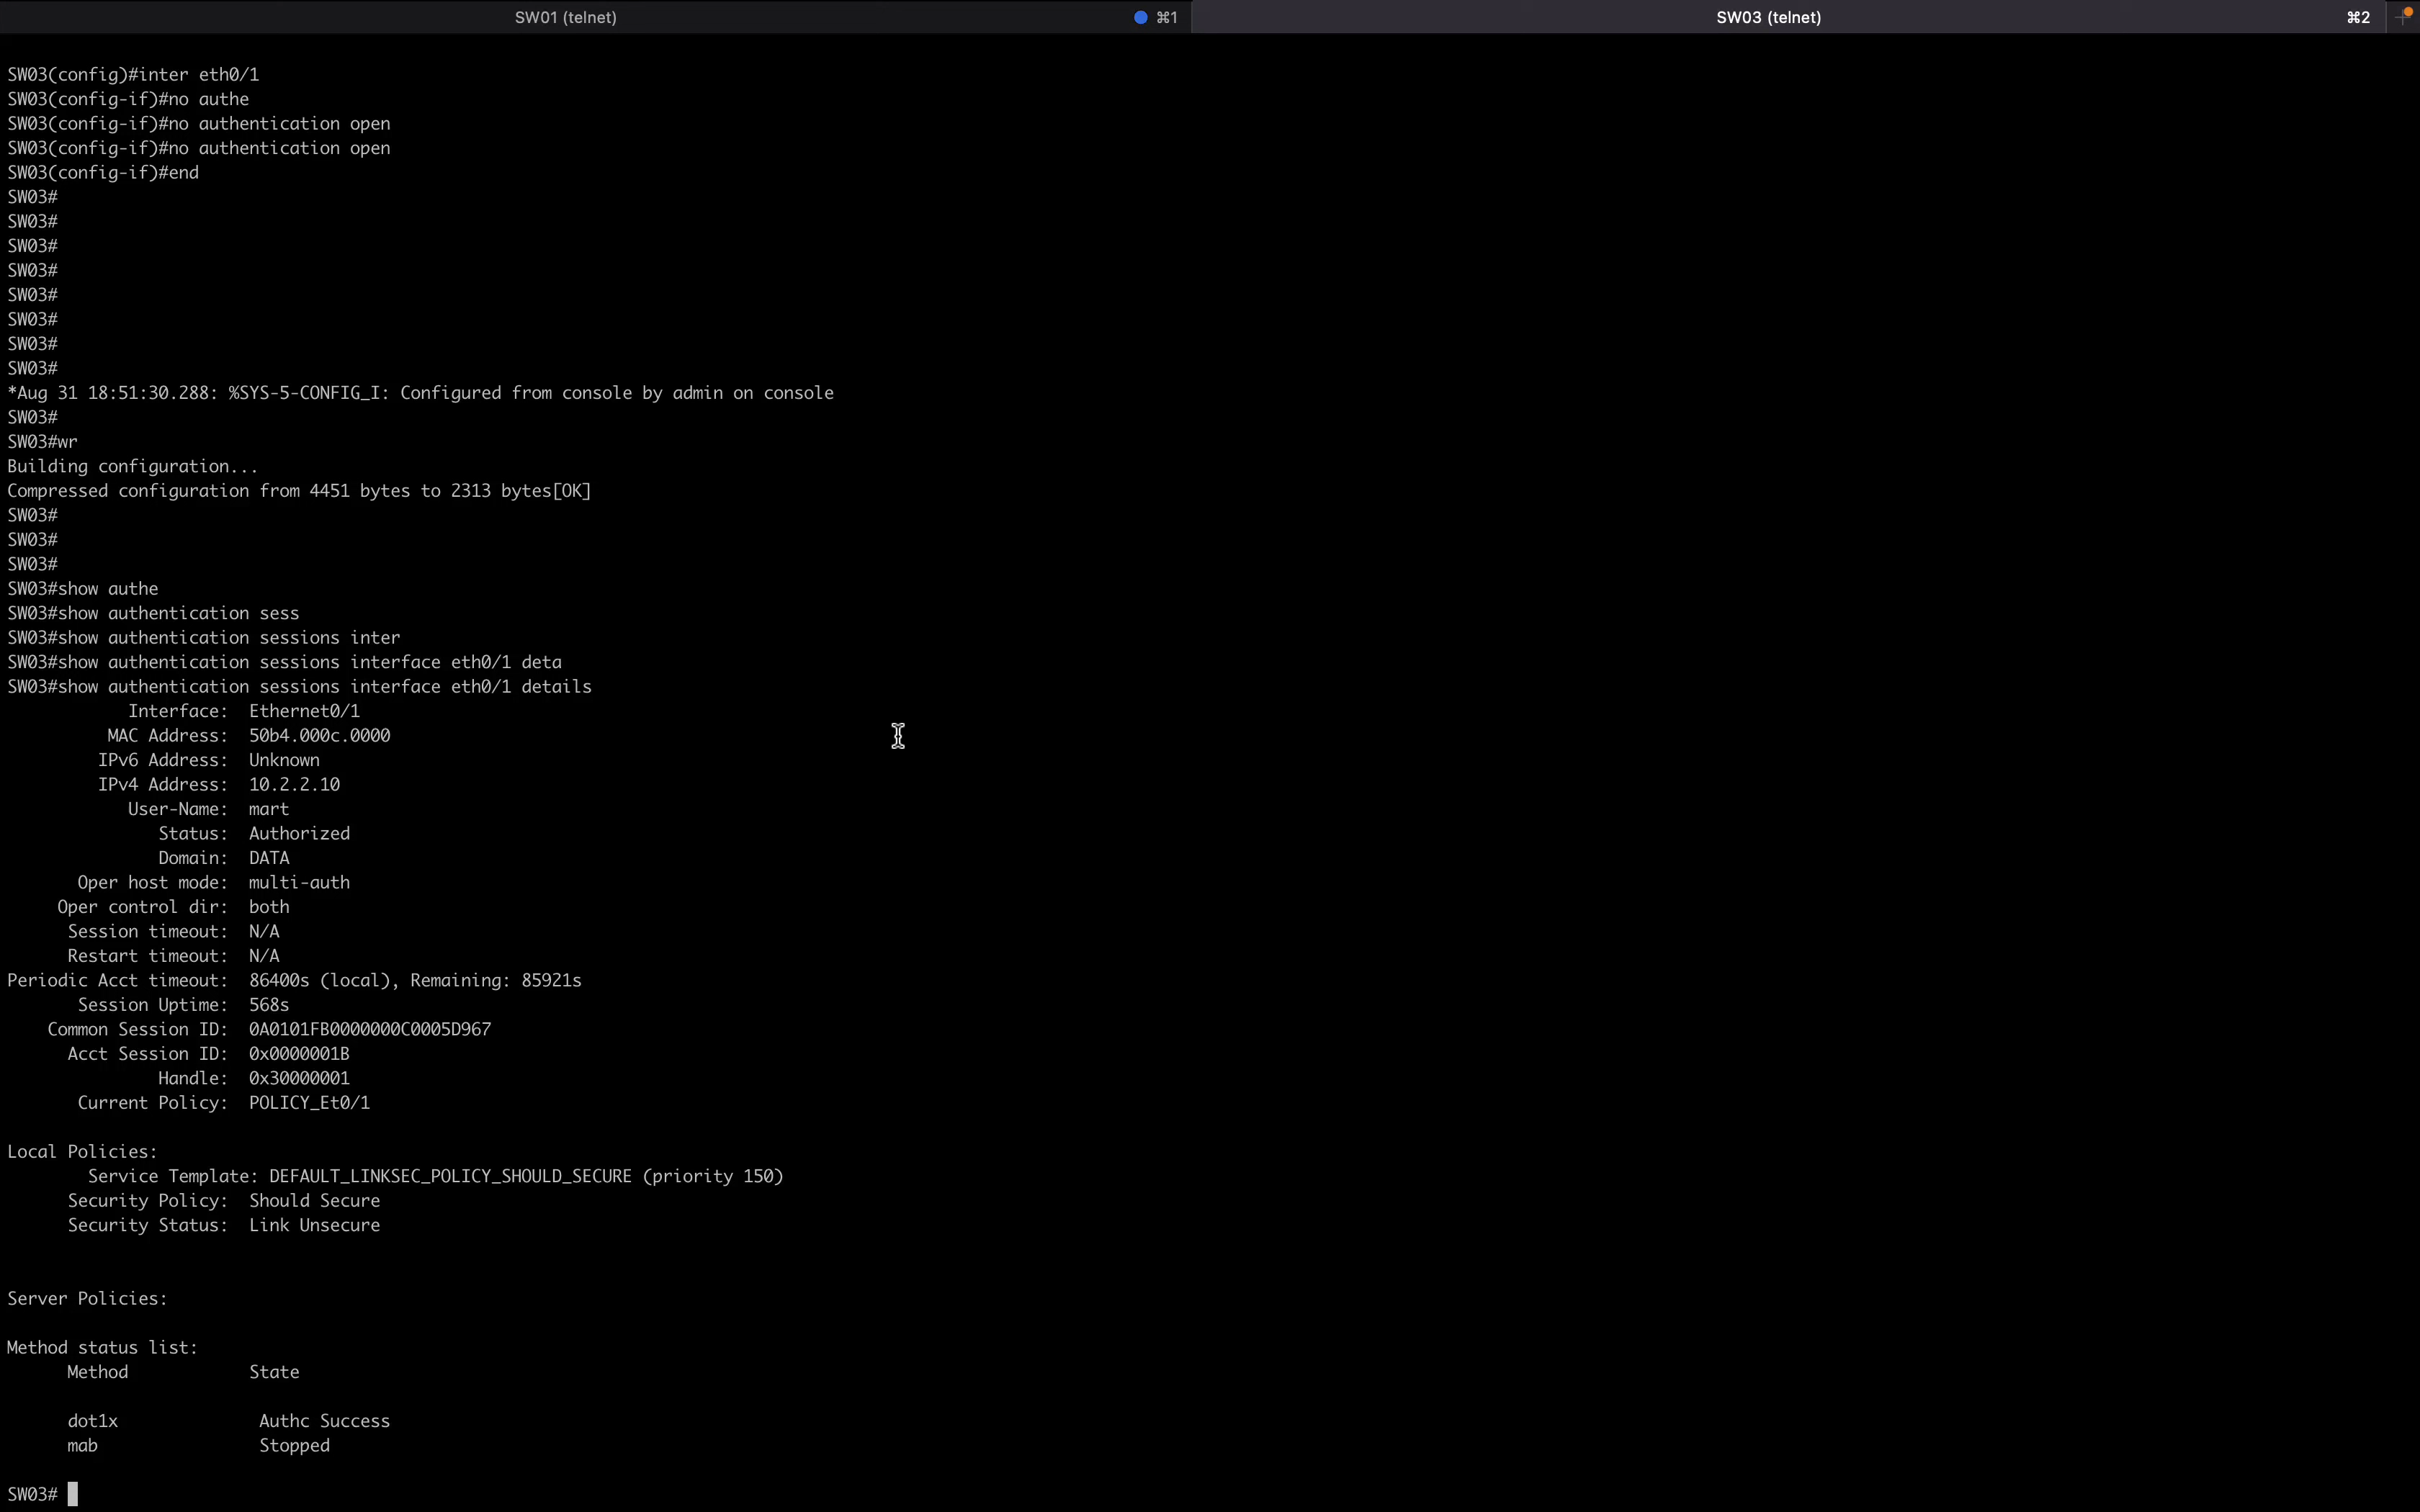 SW01 (telnet) ⌘1 SW03 (telnet) ⌘2 +
SW03(config)#inter eth0/1
SW03(config-if)#no authe
SW03(config-if)#no authentication open
SW03(config-if)#no authentication open
SW03(config-if)#end
SW03#
SW03#
SW03#
SW03#
SW03#
SW03#
SW03#
SW03#
*Aug 31 18:51:30.288: %SYS-5-CONFIG_I: Configured from console by admin on console
SW03#
SW03#wr
Building configuration...
Compressed configuration from 4451 bytes to 2313 bytes[OK]
SW03#
SW03#
SW03#
SW03#show authe
SW03#show authentication sess
SW03#show authentication sessions inter
SW03#show authentication sessions interface eth0/1 deta
SW03#show authentication sessions interface eth0/1 details
Interface: Ethernet0/1
MAC Address: 50b4.000c.0000
IPv6 Address: Unknown
IPv4 Address: 10.2.2.10
User-Name: mart
Status: Authorized
Domain: DATA
Oper host mode: multi-auth
Oper control dir: both
Session timeout: N/A
Restart timeout: N/A
Periodic Acct timeout: 86400s (local), Remaining: 85921s
Session Uptime: 568s
Common Session ID: 0A0101FB0000000C0005D967
Acct Session ID: 0x0000001B
Handle: 0x30000001
Current Policy: POLICY_Et0/1
Local Policies:
Service Template: DEFAULT_LINKSEC_POLICY_SHOULD_SECURE (priority 150)
Security Policy: Should Secure
Security Status: Link Unsecure
Server Policies:
Method status list:
Method State
dot1x Authc Success
mab Stopped
SW03#